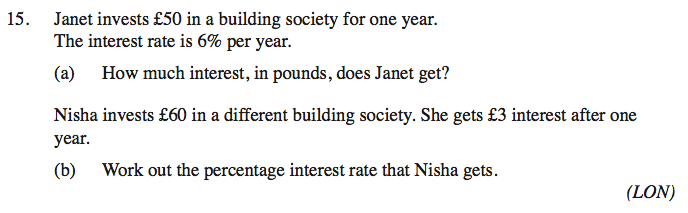 15. Janet invests £50 in a building society for one year.
The interest rate is 6% per year.
(a) How much interest, in pounds, does Janet get?
Nisha invests £60 in a different building society. She gets £3 interest after one
year.
(b) Work out the percentage interest rate that Nisha gets.
(LON)